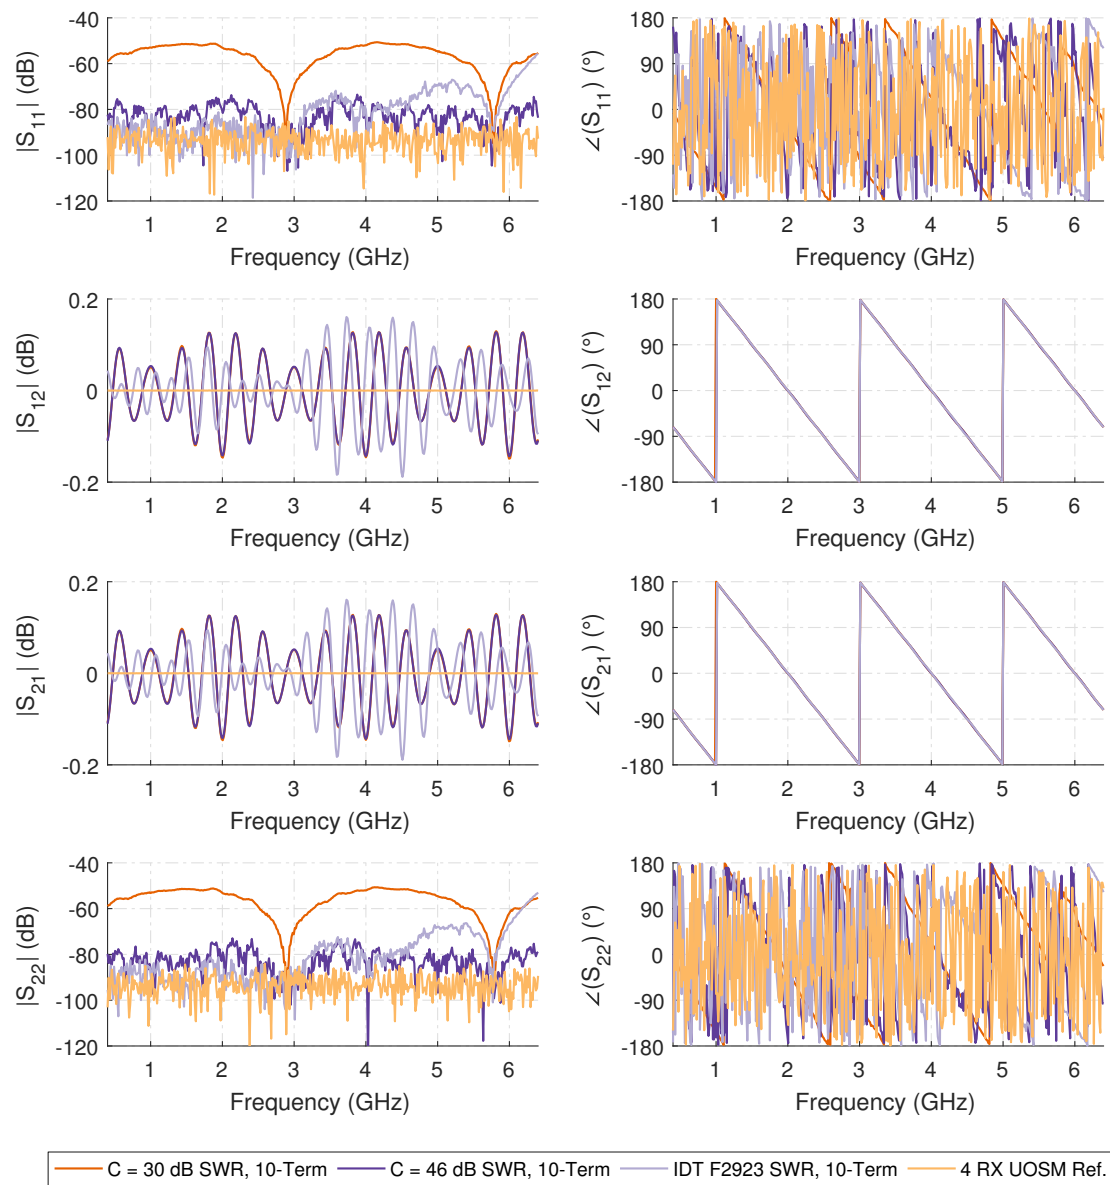 -40
-60
-80
-100
-120
|S11| (dB)
1 2 3 4 5 6
Frequency (GHz)
180
90
0
-90
-180
∠(S11) (°)
1 2 3 4 5 6
Frequency (GHz)
0.2
0
-0.2
|S12| (dB)
1 2 3 4 5 6
Frequency (GHz)
180
90
0
-90
-180
∠(S12) (°)
1 2 3 4 5 6
Frequency (GHz)
0.2
0
-0.2
|S21| (dB)
1 2 3 4 5 6
Frequency (GHz)
180
90
0
-90
-180
∠(S21) (°)
1 2 3 4 5 6
Frequency (GHz)
-40
-60
-80
-100
-120
|S22| (dB)
1 2 3 4 5 6
Frequency (GHz)
180
90
0
-90
-180
∠(S22) (°)
1 2 3 4 5 6
Frequency (GHz)
C = 30 dB SWR, 10-Term C = 46 dB SWR, 10-Term IDT F2923 SWR, 10-Term 4 RX UOSM Ref.